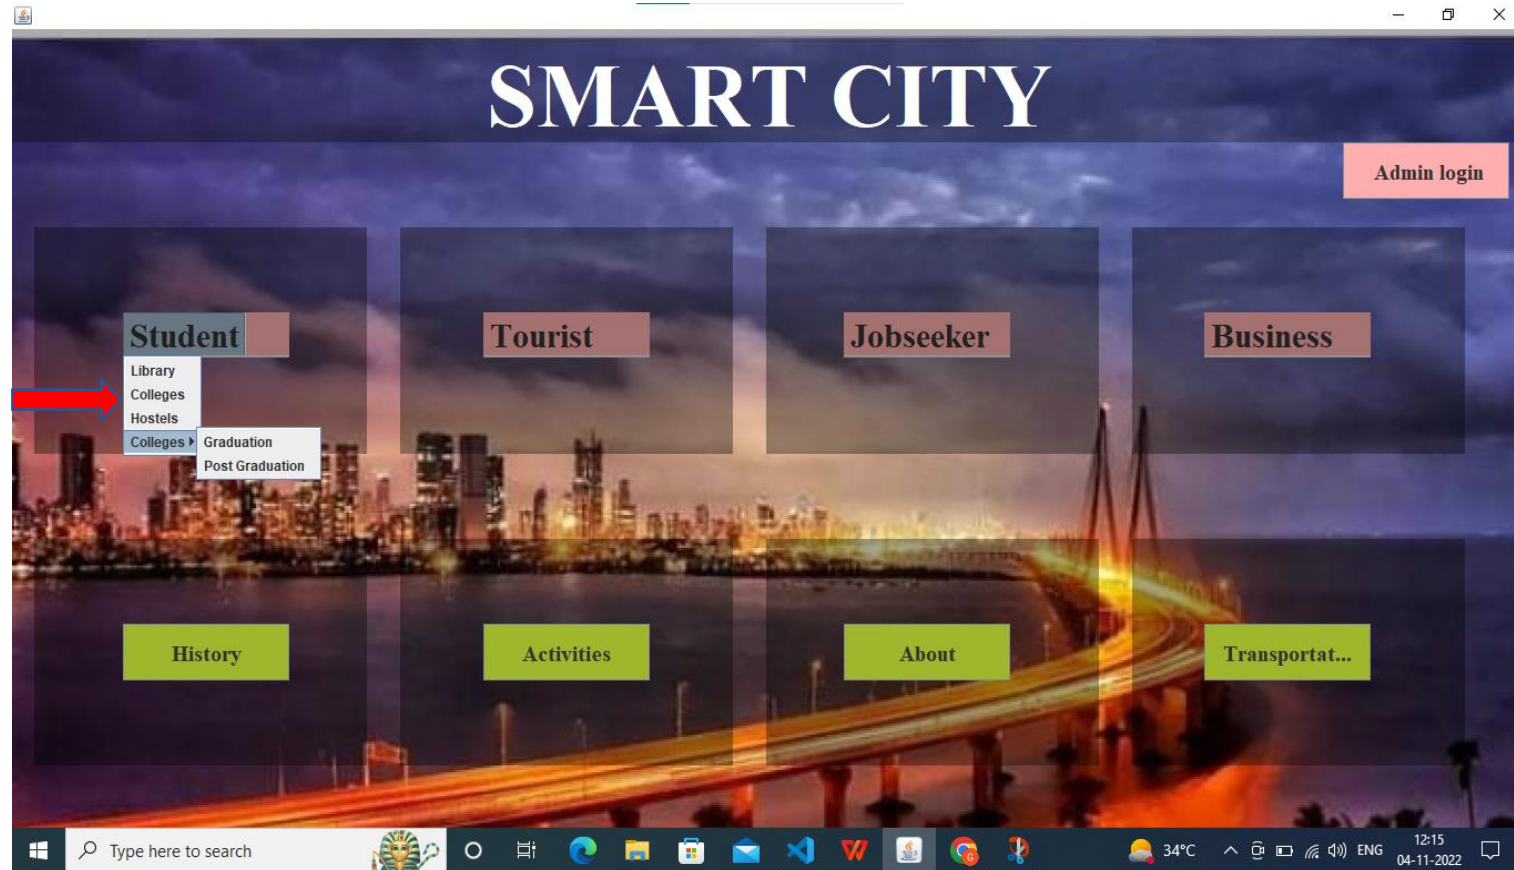 SMART CITY
Admin login
Student
Tourist
Jobseeker
Business
Library
Colleges
Hostels
Colleges
Graduation
Post Graduation
History
Activities
About
Transportat...
Type here to search
34°C
ENG
12:15
04-11-2022